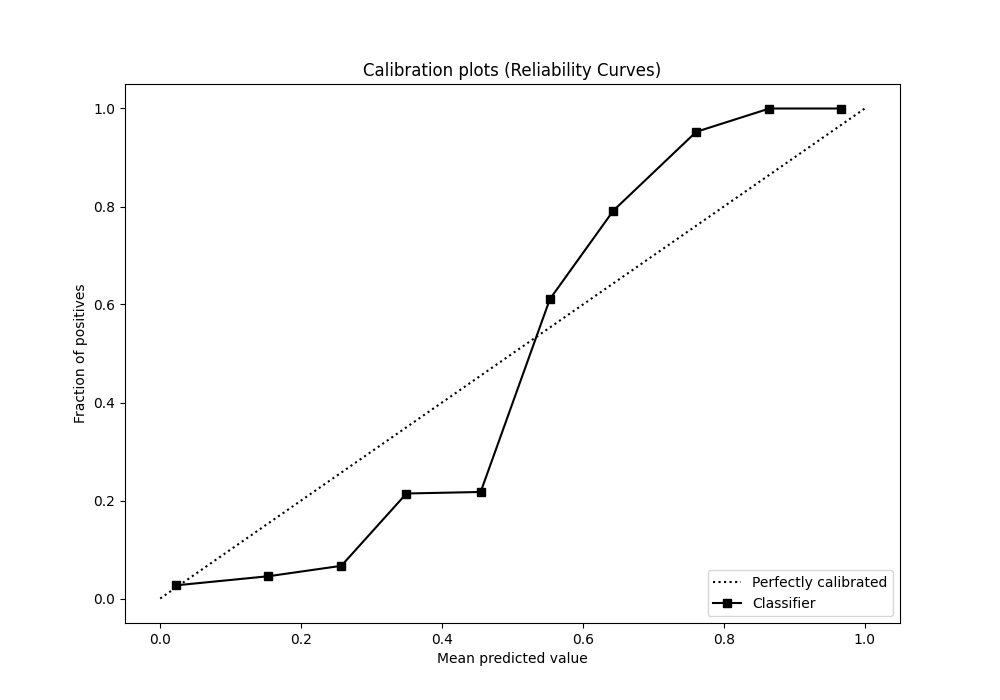 Calibration plots (Reliability Curves)
1.0
0.8
0.6
0.4
0.2
0.0
Fraction of positives
Perfectly calibrated
Classifier
0.0 0.2 0.4 0.6 0.8 1.0
Mean predicted value